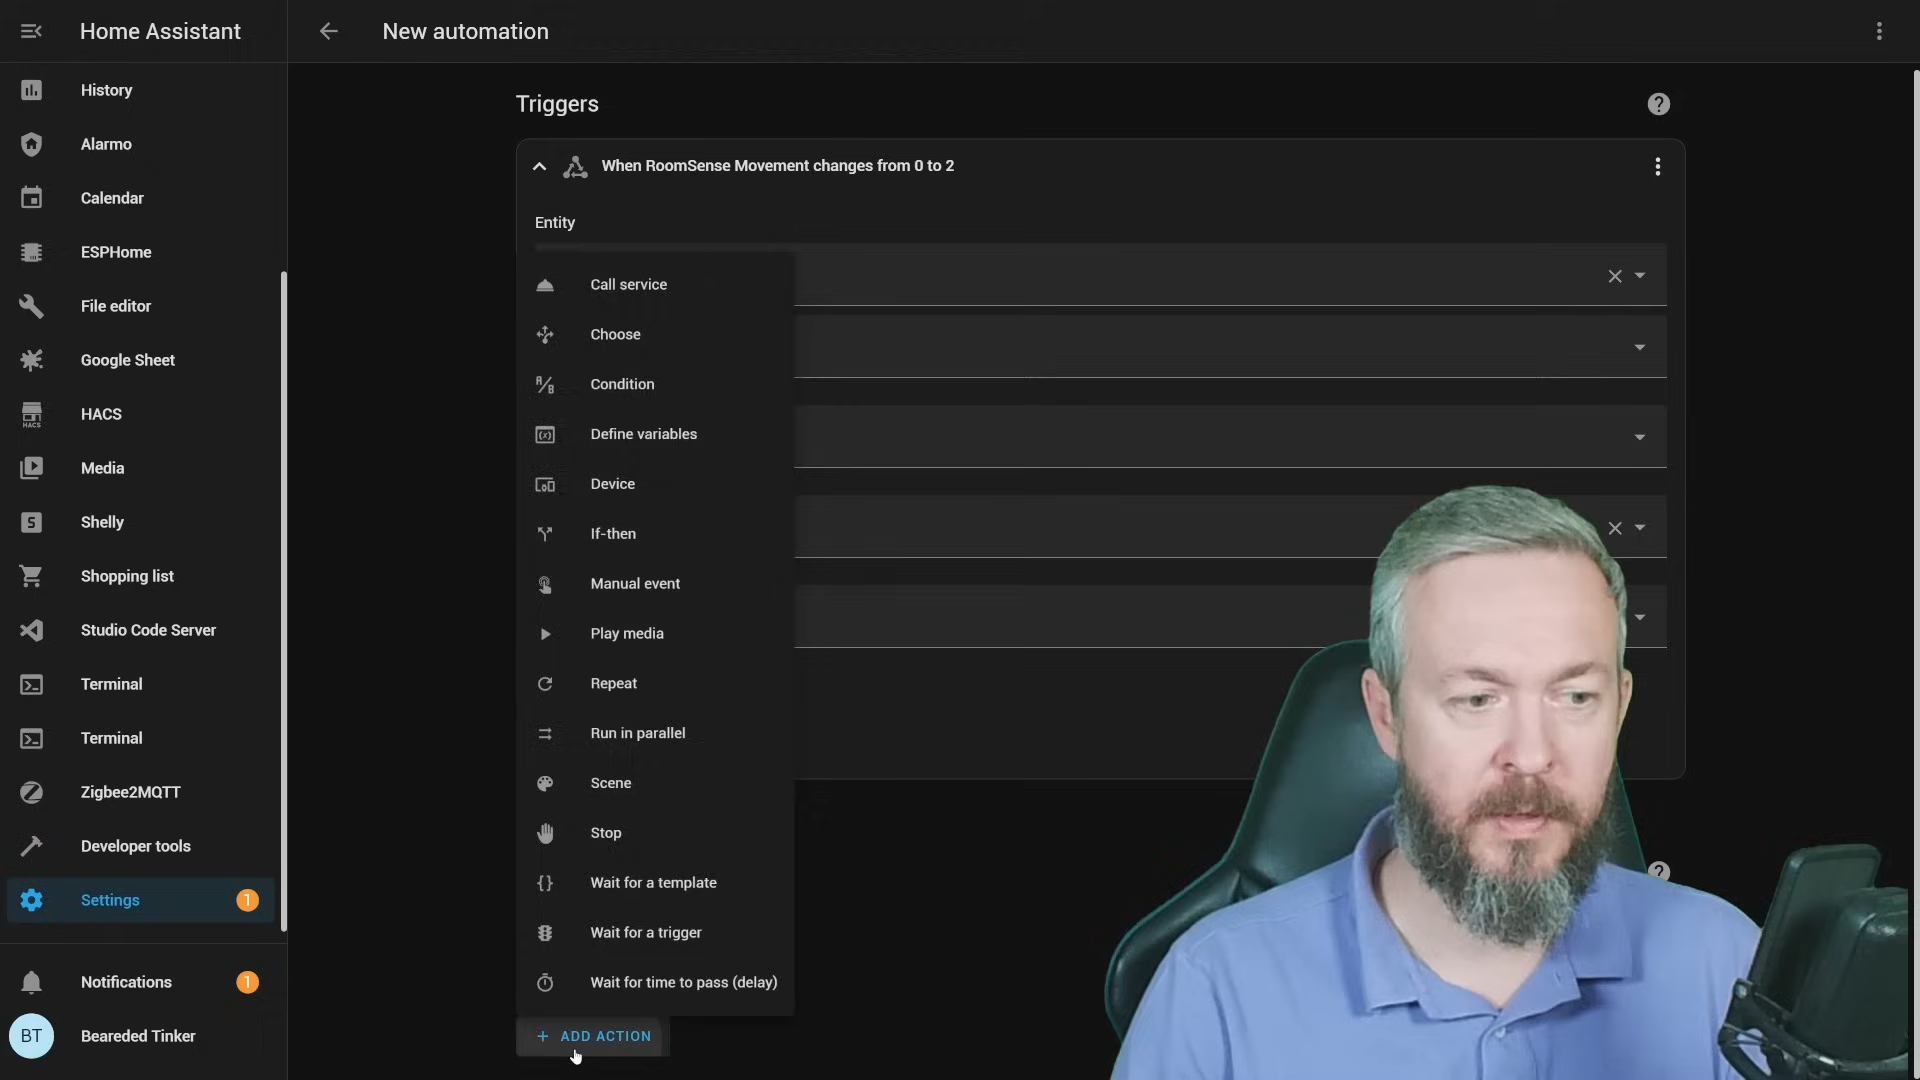 Home Assistant
New automation
History
Alarmo
Calendar
ESPHome
File editor
Google Sheet
HACS
HACS
Media
Shelly
S
Shopping list
Studio Code Server
Terminal
Terminal
Zigbee2MQTT
Developer tools
Settings
1
Notifications
1
BT
Bearded Tinker
Triggers
?
When RoomSense Movement changes from 0 to 2
Entity
Call service
Choose
Condition
Define variables
Device
If-then
Manual event
Play media
Repeat
Run in parallel
Scene
Stop
Wait for a template
Wait for a trigger
Wait for time to pass (delay)
?
+ ADD ACTION